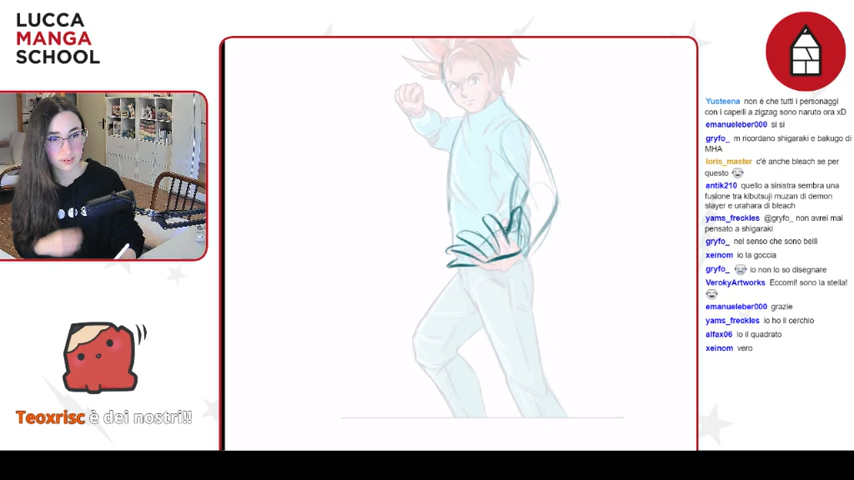 LUCCA
MANGA
SCHOOL
Yusteena non è che tutti i personaggi
con i capelli a zigzag sono naruto ora xD
emanueleber000 si si
gryfo_ m ricordano shigaraki e bakugo di
MHA
loris_master c'è anche bleach se per
questo
antik210 quello a sinistra sembra una
fusione tra kibutsuji muzan di demon
slayer e urahara di bleach
yams_freckles @gryfo_ non avrei mai
pensato a shigaraki
gryfo_ nel senso che sono belli
xeinom io la goccia
gryfo_ io non lo so disegnare
VerokyArtworks Eccomi! sono la stella!
emanueleber000 grazie
yams_freckles io ho il cerchio
alfax06 io il quadrato
xeinom vero
Teoxrisc è dei nostri!!